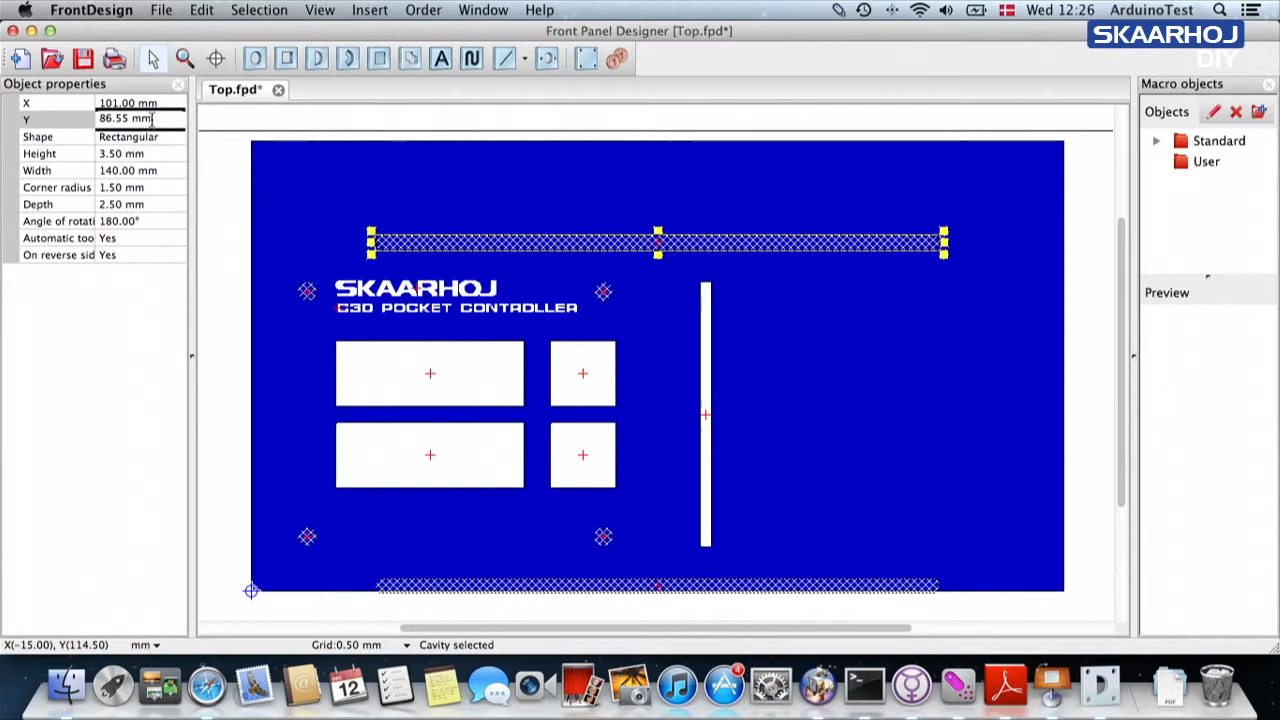 FrontDesign File Edit Selection View Insert Order Window Help Wed 12:26 ArduinoTest
SKAARHOJ
DIY
Front Panel Designer [Top.fpd*]
Object properties
Top.fpd*
Macro objects
X 101.00 mm
Y 86.55 mm
Shape Rectangular
Height 3.50 mm
Width 140.00 mm
Corner radius 1.50 mm
Depth 2.50 mm
Angle of rotati 180.00°
Automatic too Yes
On reverse sid Yes
Objects
Standard
User
Preview
SKAARHOJ
C3D POCKET CONTROLLER
X(-15.00), Y(114.50) mm Grid:0.50 mm Cavity selected
NOV
12
4
PDF